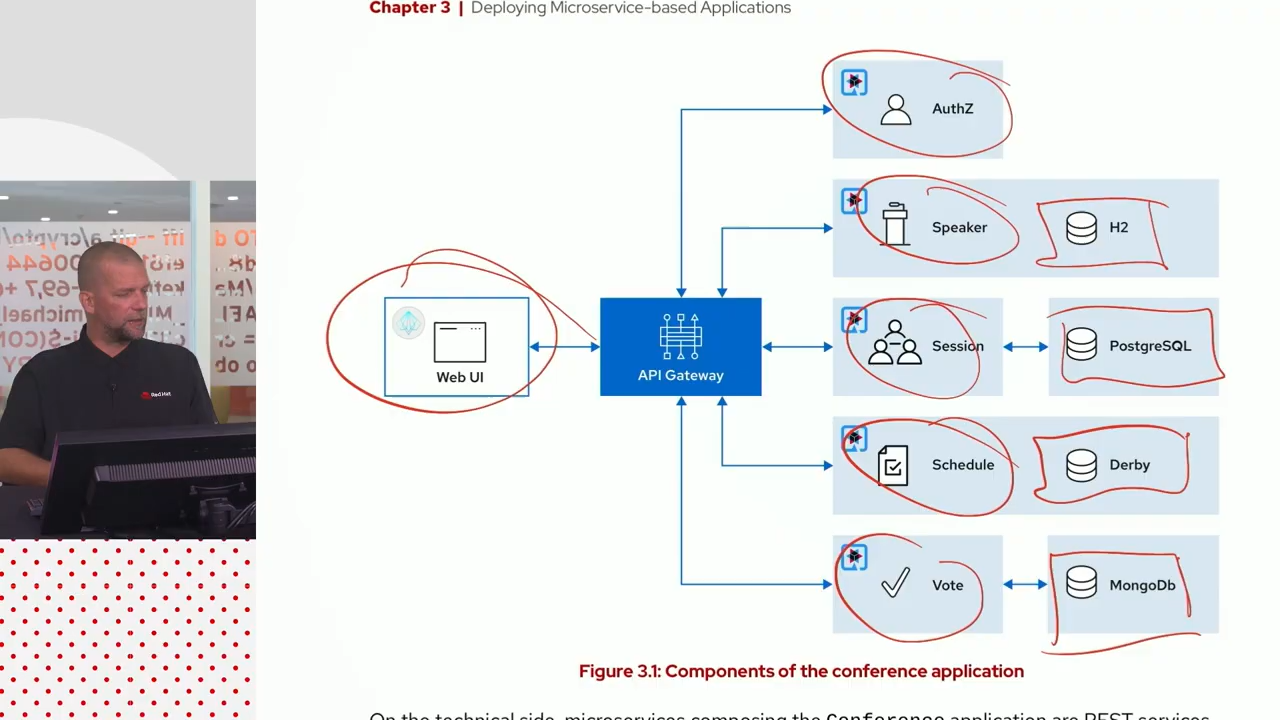 Chapter 3 | Deploying Microservice-based Applications
AuthZ
Speaker
H2
Web UI
API Gateway
Session
PostgreSQL
Schedule
Derby
Vote
MongoDb
Figure 3.1: Components of the conference application
On the technical side, microservices composing the Conference application are REST services
Red Hat